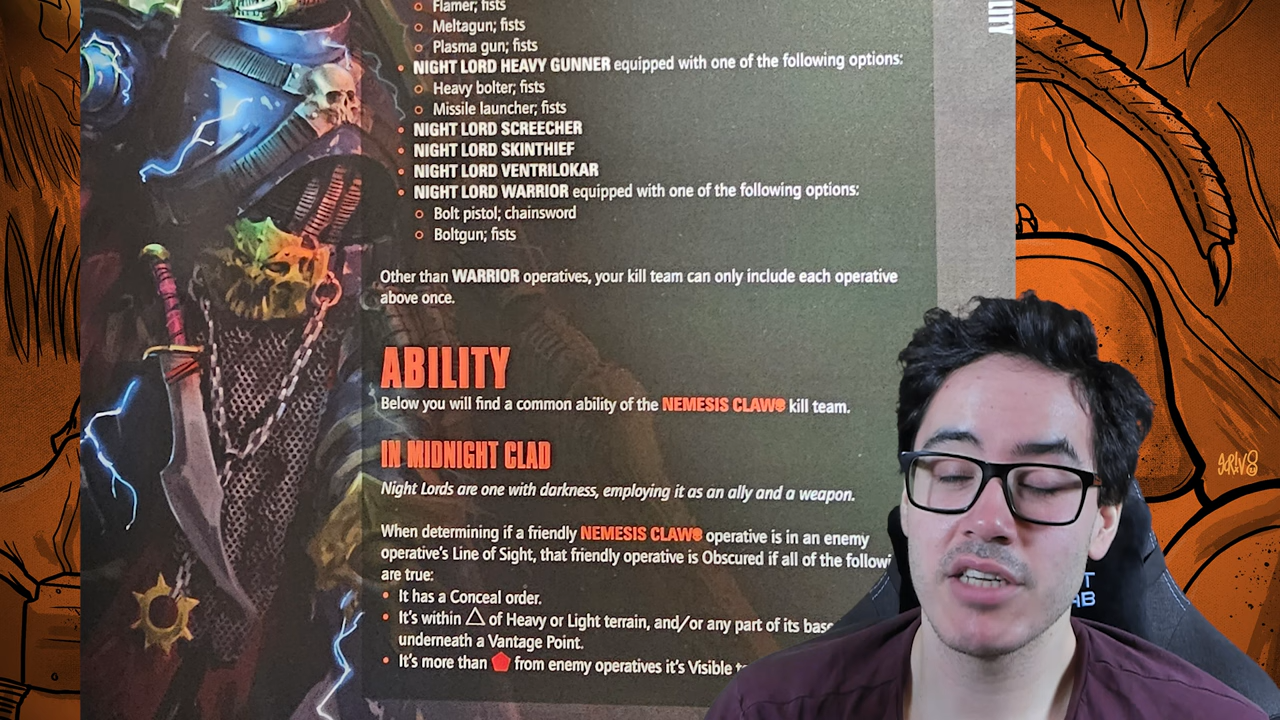 Flamer; fists
Meltagun; fists
Plasma gun; fists
NIGHT LORD HEAVY GUNNER equipped with one of the following options:
Heavy bolter; fists
Missile launcher; fists
NIGHT LORD SCREECHER
NIGHT LORD SKINTHIEF
NIGHT LORD VENTRILOKAR
NIGHT LORD WARRIOR equipped with one of the following options:
Bolt pistol; chainsword
Boltgun; fists
Other than WARRIOR operatives, your kill team can only include each operative
above once.
ABILITY
Below you will find a common ability of the NEMESIS CLAW kill team.
IN MIDNIGHT CLAD
Night Lords are one with darkness, employing it as an ally and a weapon.
When determining if a friendly NEMESIS CLAW operative is in an enemy
operative's Line of Sight, that friendly operative is Obscured if all of the
are true:
It has a Conceal order.
It's within △ of Heavy or Light terrain, and/or any part of its base
underneath a Vantage Point.
It's more than ⬟ from enemy operatives it's Visible